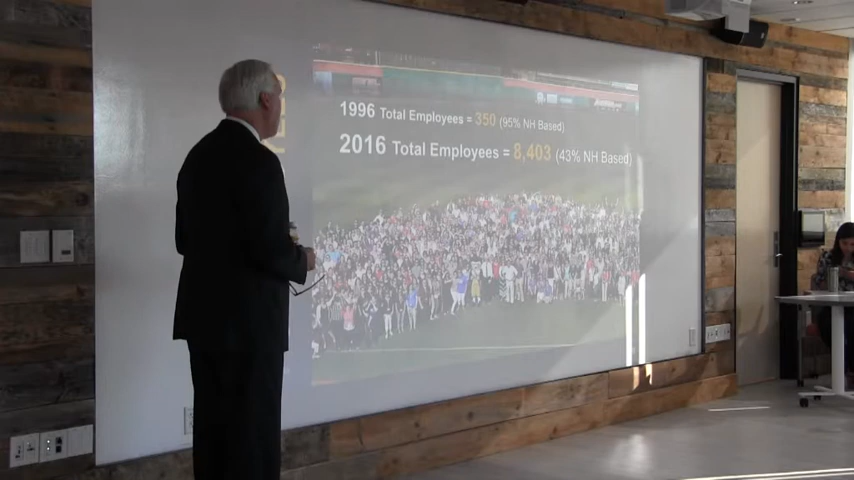 1996 Total Employees = 350 (95% NH Based)
2016 Total Employees = 8,403 (43% NH Based)